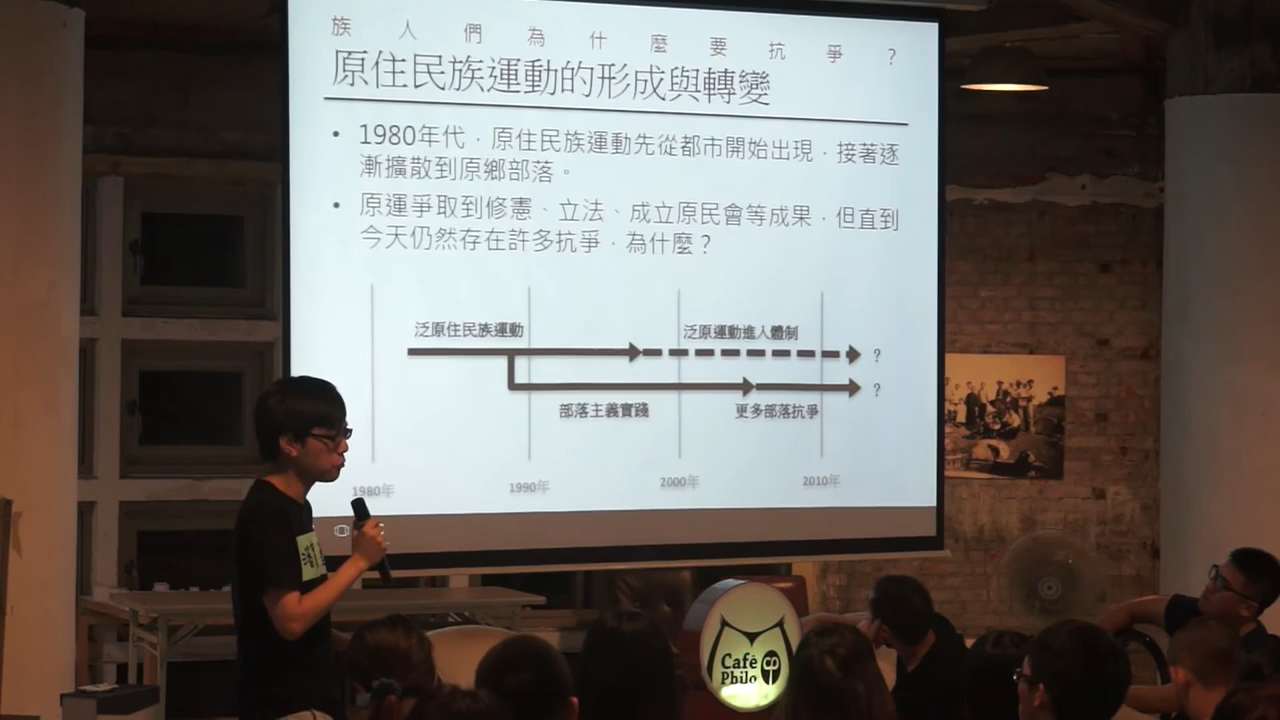 族人們為什麼要抗爭？
原住民族運動的形成與轉變
• 1980年代，原住民族運動先從都市開始出現，接著逐
漸擴散到原鄉部落。
• 原運爭取到修憲、立法、成立原民會等成果，但直到
今天仍然存在許多抗爭，為什麼？
泛原住民族運動
泛原運動進入體制
？
？
部落主義實踐
更多部落抗爭
1980年
1990年
2000年
2010年
Café
Philo